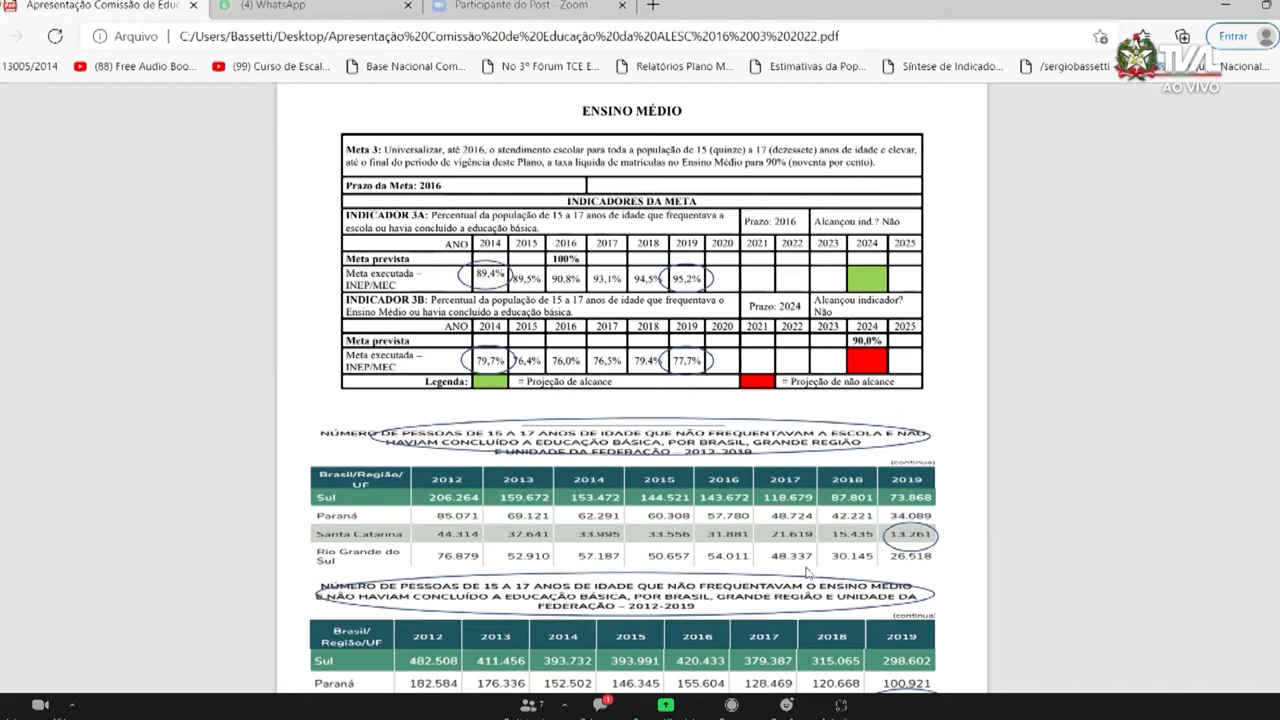 Apresentação Comissão de Educ
(4) WhatsApp
Participante do Post - Zoom
Arquivo
C:/Users/Bassetti/Desktop/Apresentação%20Comissão%20de%20Educação%20da%20ALESC%2016%2003%202022.pdf
Entrar
13005/2014
(88) Free Audio Boo...
(99) Curso de Escal...
Base Nacional Com...
No 3º Fórum TCE E...
Relatórios Plano M...
Estimativas da Pop...
Síntese de Indicado...
/sergiobassetti
Nacional...
TVAL
AO VIVO
ENSINO MÉDIO
Meta 3: Universalizar, até 2016, o atendimento escolar para toda a população de 15 (quinze) a 17 (dezessete) anos de idade e elevar,
até o final do período de vigência deste Plano, a taxa líquida de matrículas no Ensino Médio para 90% (noventa por cento).
Prazo da Meta: 2016
INDICADORES DA META
INDICADOR 3A: Percentual da população de 15 a 17 anos de idade que frequentava a
escola ou havia concluído a educação básica.
Prazo: 2016
Alcançou ind.? Não
ANO 2014 2015 2016 2017 2018 2019 2020 2021 2022 2023 2024 2025
Meta prevista 100%
Meta executada –
INEP/MEC
89,4% 89,5% 90,8% 93,1% 94,5% 95,2%
INDICADOR 3B: Percentual da população de 15 a 17 anos de idade que frequentava o
Ensino Médio ou havia concluído a educação básica.
Prazo: 2024
Alcançou indicador?
Não
ANO 2014 2015 2016 2017 2018 2019 2020 2021 2022 2023 2024 2025
Meta prevista 90,0%
Meta executada –
INEP/MEC
79,7% 76,4% 76,0% 76,5% 79.4% 77,7%
Legenda: = Projeção de alcance = Projeção de não alcance
NÚMERO DE PESSOAS DE 15 A 17 ANOS DE IDADE QUE NÃO FREQUENTAVAM A ESCOLA E NÃO
HAVIAM CONCLUÍDO A EDUCAÇÃO BÁSICA, POR BRASIL, GRANDE REGIÃO
E UNIDADE DA FEDERAÇÃO – 2012-2019
(continua)
Brasil/Região/
UF
2012 2013 2014 2015 2016 2017 2018 2019
Sul 206.264 159.672 153.472 144.521 143.672 118.679 87.801 73.868
Paraná 85.071 69.121 62.291 60.308 57.780 48.724 42.221 34.089
Santa Catarina 44.314 37.641 33.995 33.556 31.881 21.619 15.435 13.261
Rio Grande do
Sul
76.879 52.910 57.187 50.657 54.011 48.337 30.145 26.518
NÚMERO DE PESSOAS DE 15 A 17 ANOS DE IDADE QUE NÃO FREQUENTAVAM O ENSINO MÉDIO
E NÃO HAVIAM CONCLUÍDO A EDUCAÇÃO BÁSICA, POR BRASIL, GRANDE REGIÃO E UNIDADE DA
FEDERAÇÃO – 2012-2019
(continua)
Brasil/
Região/UF
2012 2013 2014 2015 2016 2017 2018 2019
Sul 482.508 411.456 393.732 393.991 420.433 379.387 315.065 298.602
Paraná 182.584 176.336 152.502 146.345 155.604 128.469 120.668 100.921
7
1